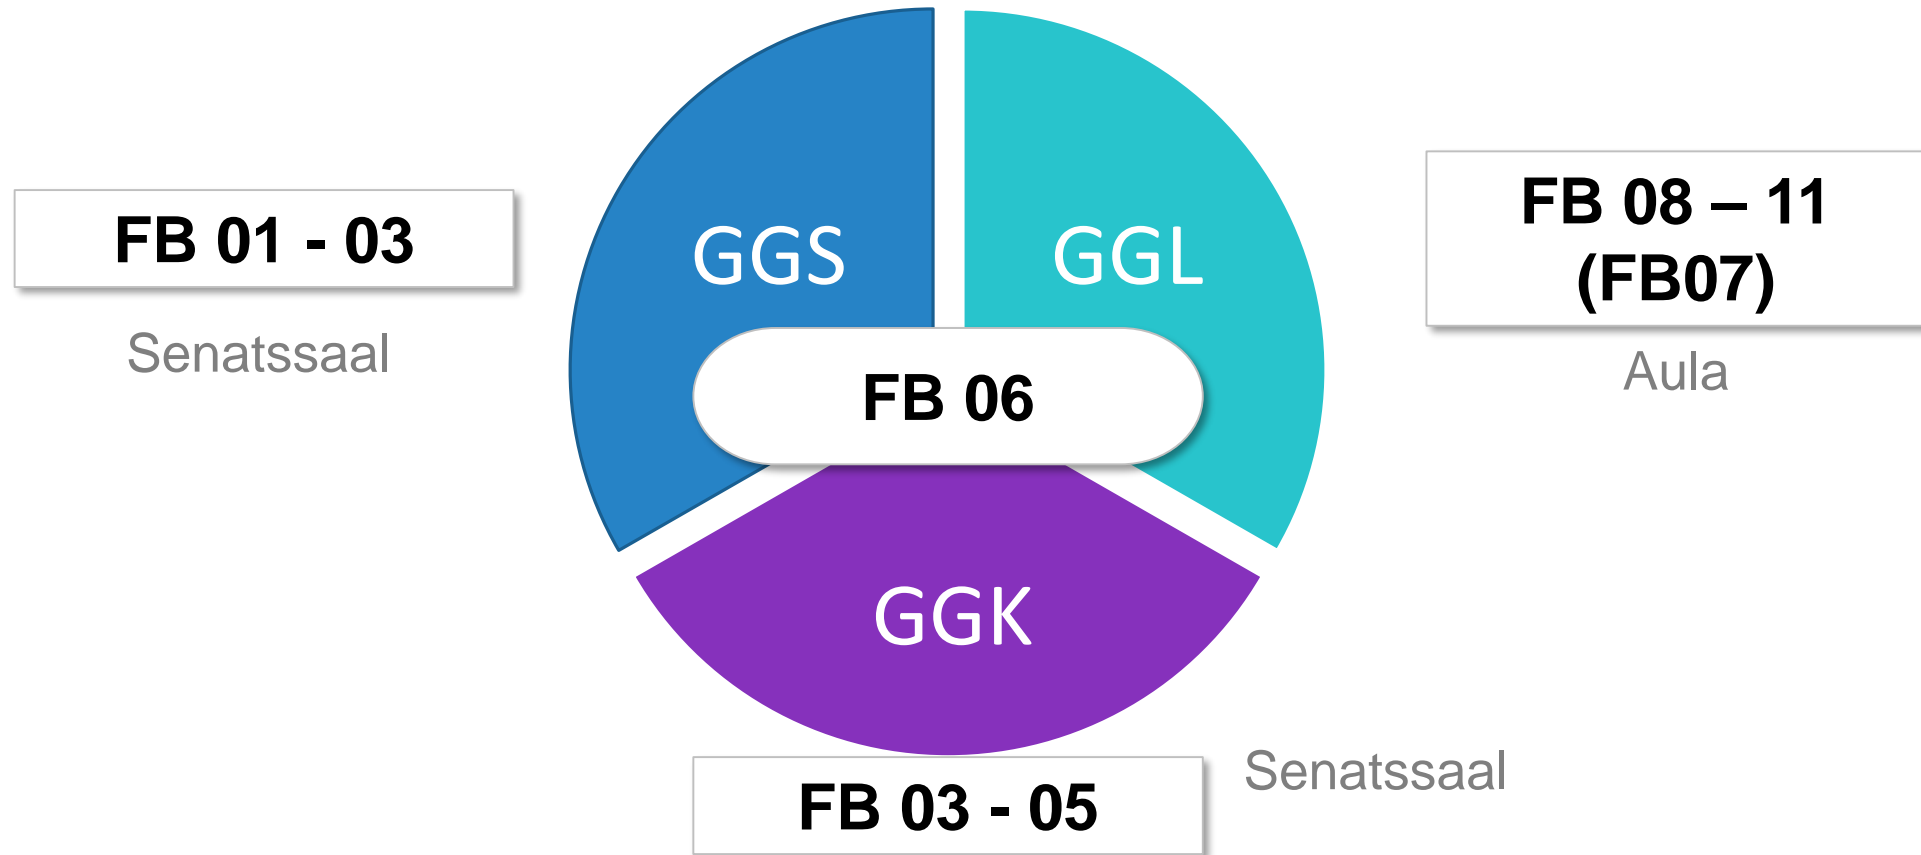 FB 01 - 03
Senatssaal
GGS
GGL
FB 08 – 11
(FB07)
Aula
FB 06
GGK
FB 03 - 05
Senatssaal